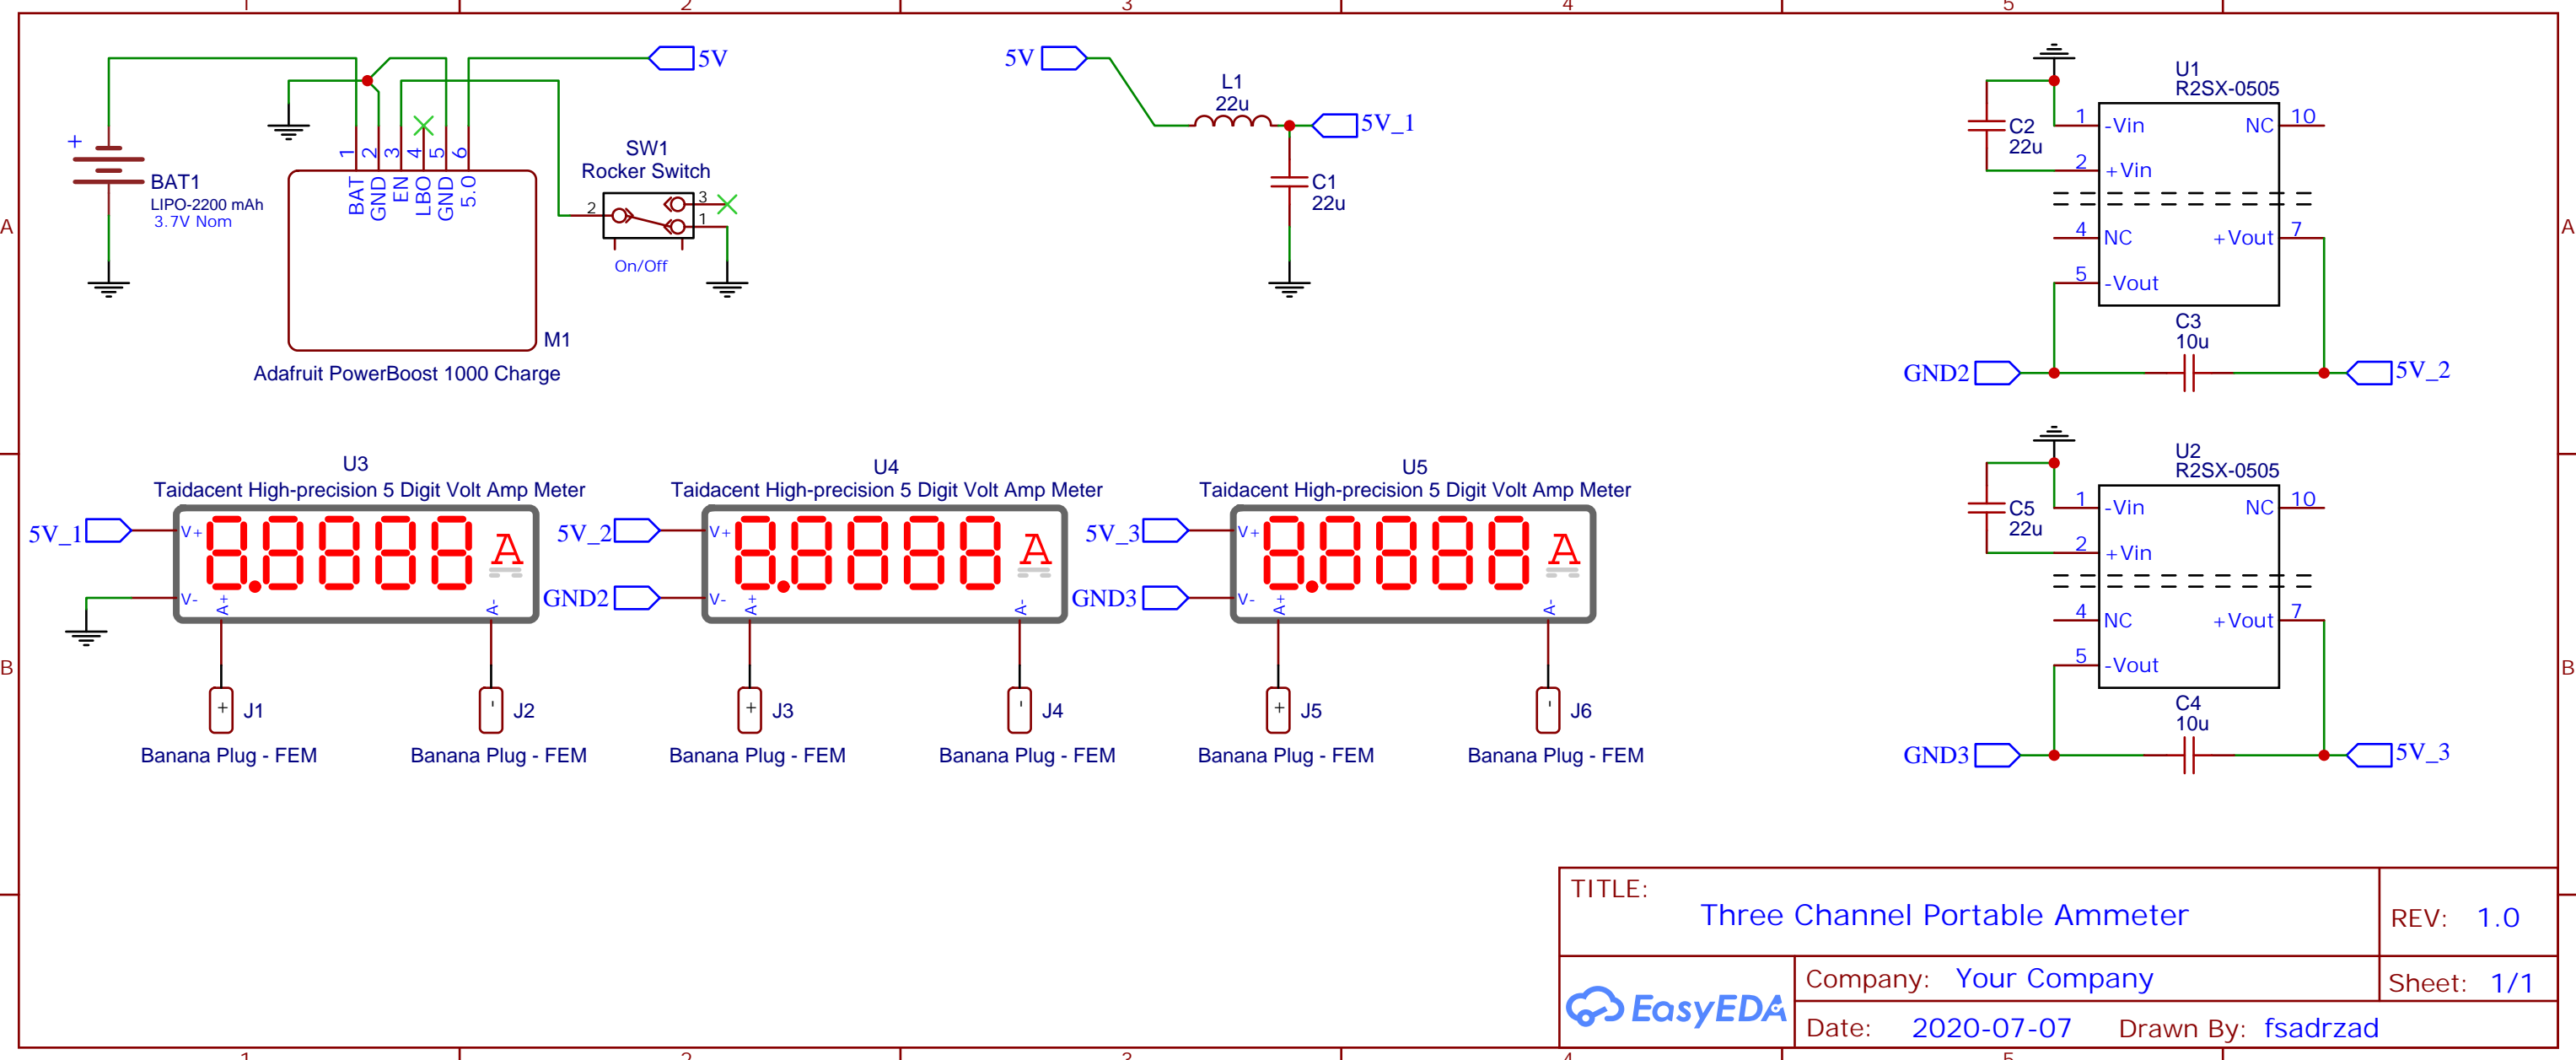 1
2
3
4
5
A
A
B
B
5V
+
BAT1
LIPO-2200 mAh
3.7V Nom
1
2
3
4
5
6
BAT
GND
EN
LBO
GND
5.0
M1
Adafruit PowerBoost 1000 Charge
SW1
Rocker Switch
2
3
1
On/Off
5V
L1
22u
5V_1
C1
22u
U1
R2SX-0505
C2
22u
1 -Vin
NC 10
2 +Vin
4 NC
+Vout 7
5 -Vout
C3
10u
GND2
5V_2
U2
R2SX-0505
C5
22u
1 -Vin
NC 10
2 +Vin
4 NC
+Vout 7
5 -Vout
C4
10u
GND3
5V_3
U3
Taidacent High-precision 5 Digit Volt Amp Meter
5V_1
V+
8.8888 A
V-
A+
A-
+ J1
- J2
Banana Plug - FEM
Banana Plug - FEM
U4
Taidacent High-precision 5 Digit Volt Amp Meter
5V_2
V+
8.8888 A
GND2
V-
A+
A-
+ J3
- J4
Banana Plug - FEM
Banana Plug - FEM
U5
Taidacent High-precision 5 Digit Volt Amp Meter
5V_3
V+
8.8888 A
GND3
V-
A+
A-
+ J5
- J6
Banana Plug - FEM
Banana Plug - FEM
TITLE:
Three Channel Portable Ammeter
REV: 1.0
EasyEDA
Company: Your Company
Sheet: 1/1
Date: 2020-07-07 Drawn By: fsadrzad
1
2
3
4
5